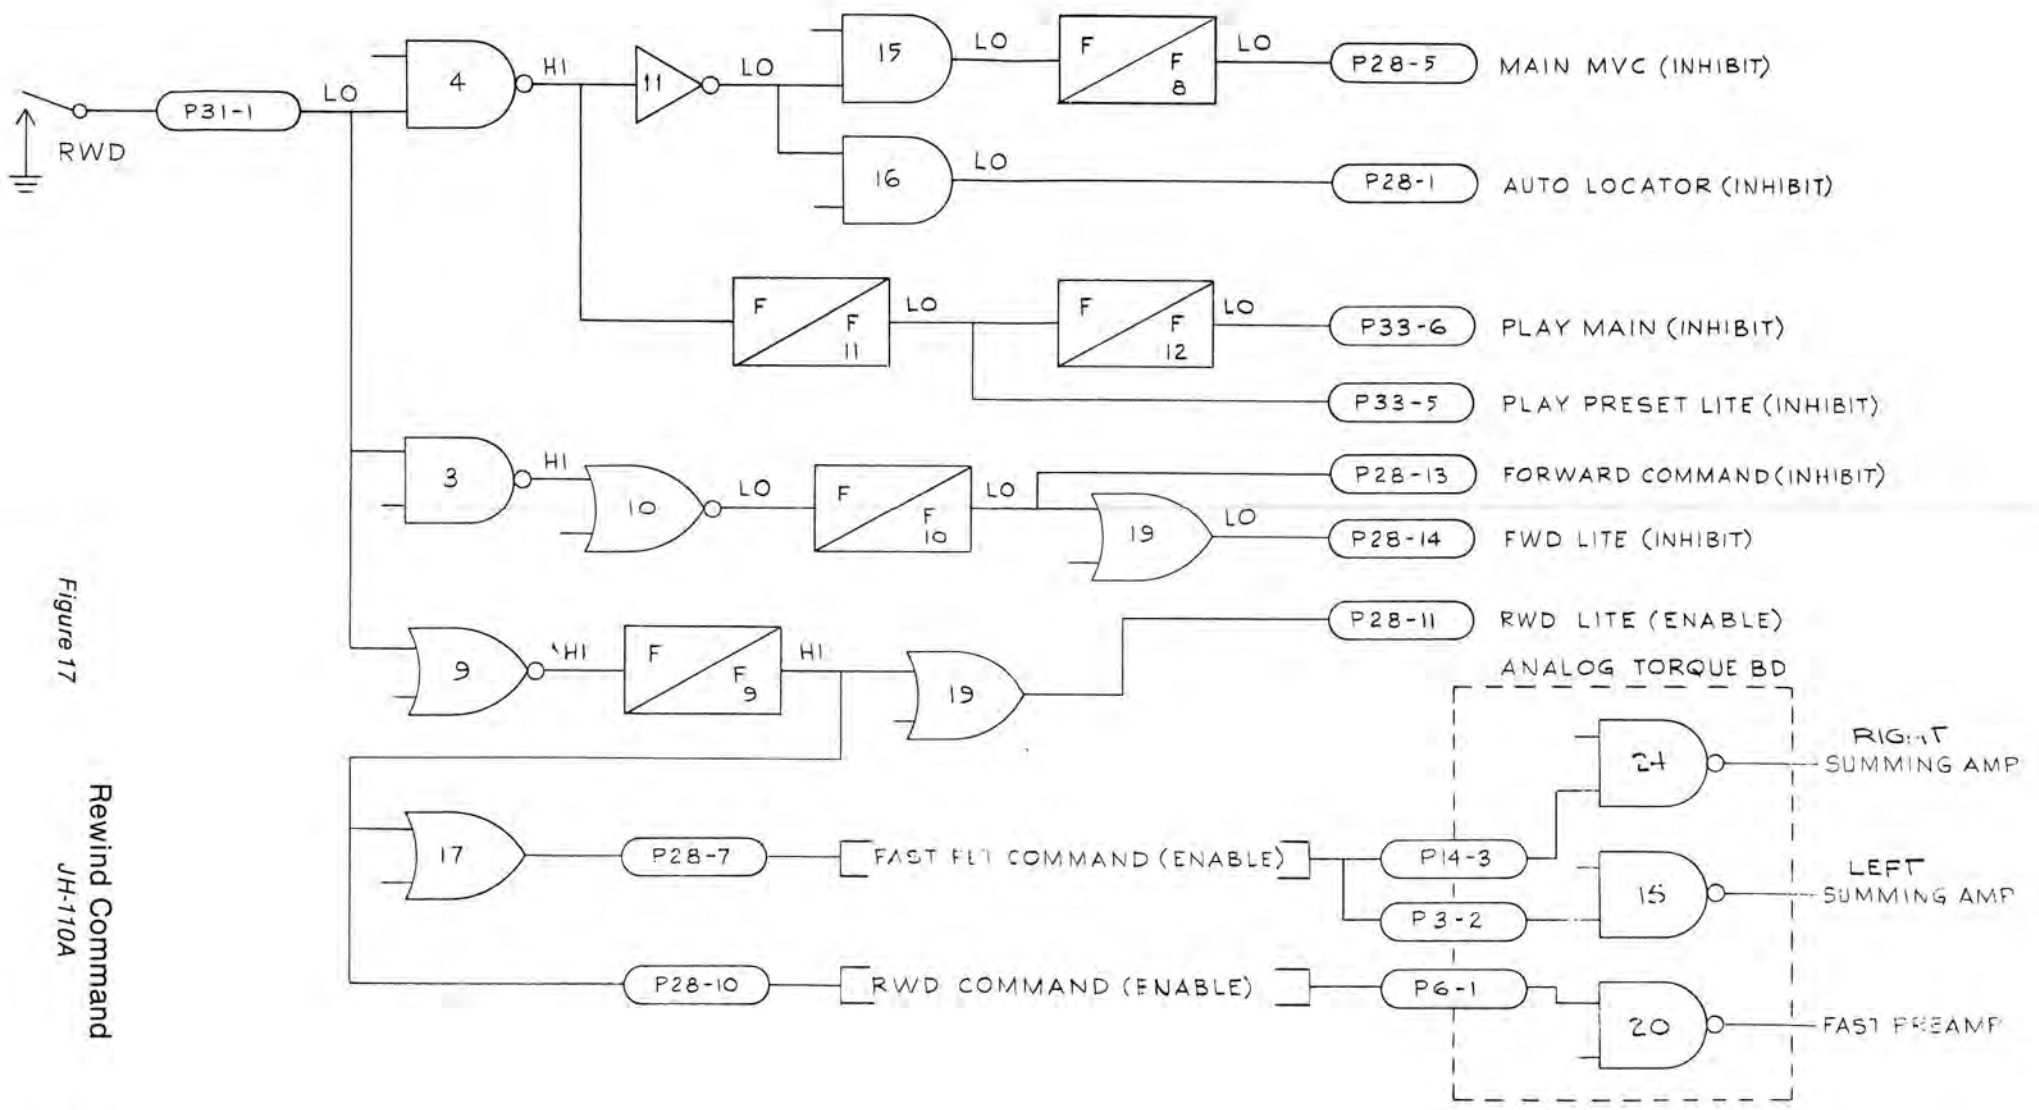 4
HI
11
LO
15
LO
F
F
8
LO
P28-5
MAIN MVC (INHIBIT)
P31-1
LO
RWD
16
LO
P28-1
AUTO LOCATOR (INHIBIT)
F
F
11
LO
F
F
12
LO
P33-6
PLAY MAIN (INHIBIT)
P33-5
PLAY PRESET LITE (INHIBIT)
3
HI
10
LO
F
F
10
LO
P28-13
FORWARD COMMAND (INHIBIT)
19
LO
P28-14
FWD LITE (INHIBIT)
9
HI
F
F
9
HI
19
P28-11
RWD LITE (ENABLE)
ANALOG TORQUE BD
24
RIGHT
SUMMING AMP
17
P28-7
FAST FLT COMMAND (ENABLE)
P14-3
15
LEFT
SUMMING AMP
P3-2
P28-10
RWD COMMAND (ENABLE)
P6-1
20
FAST PREAMP
Figure 17
Rewind Command
JH-110A